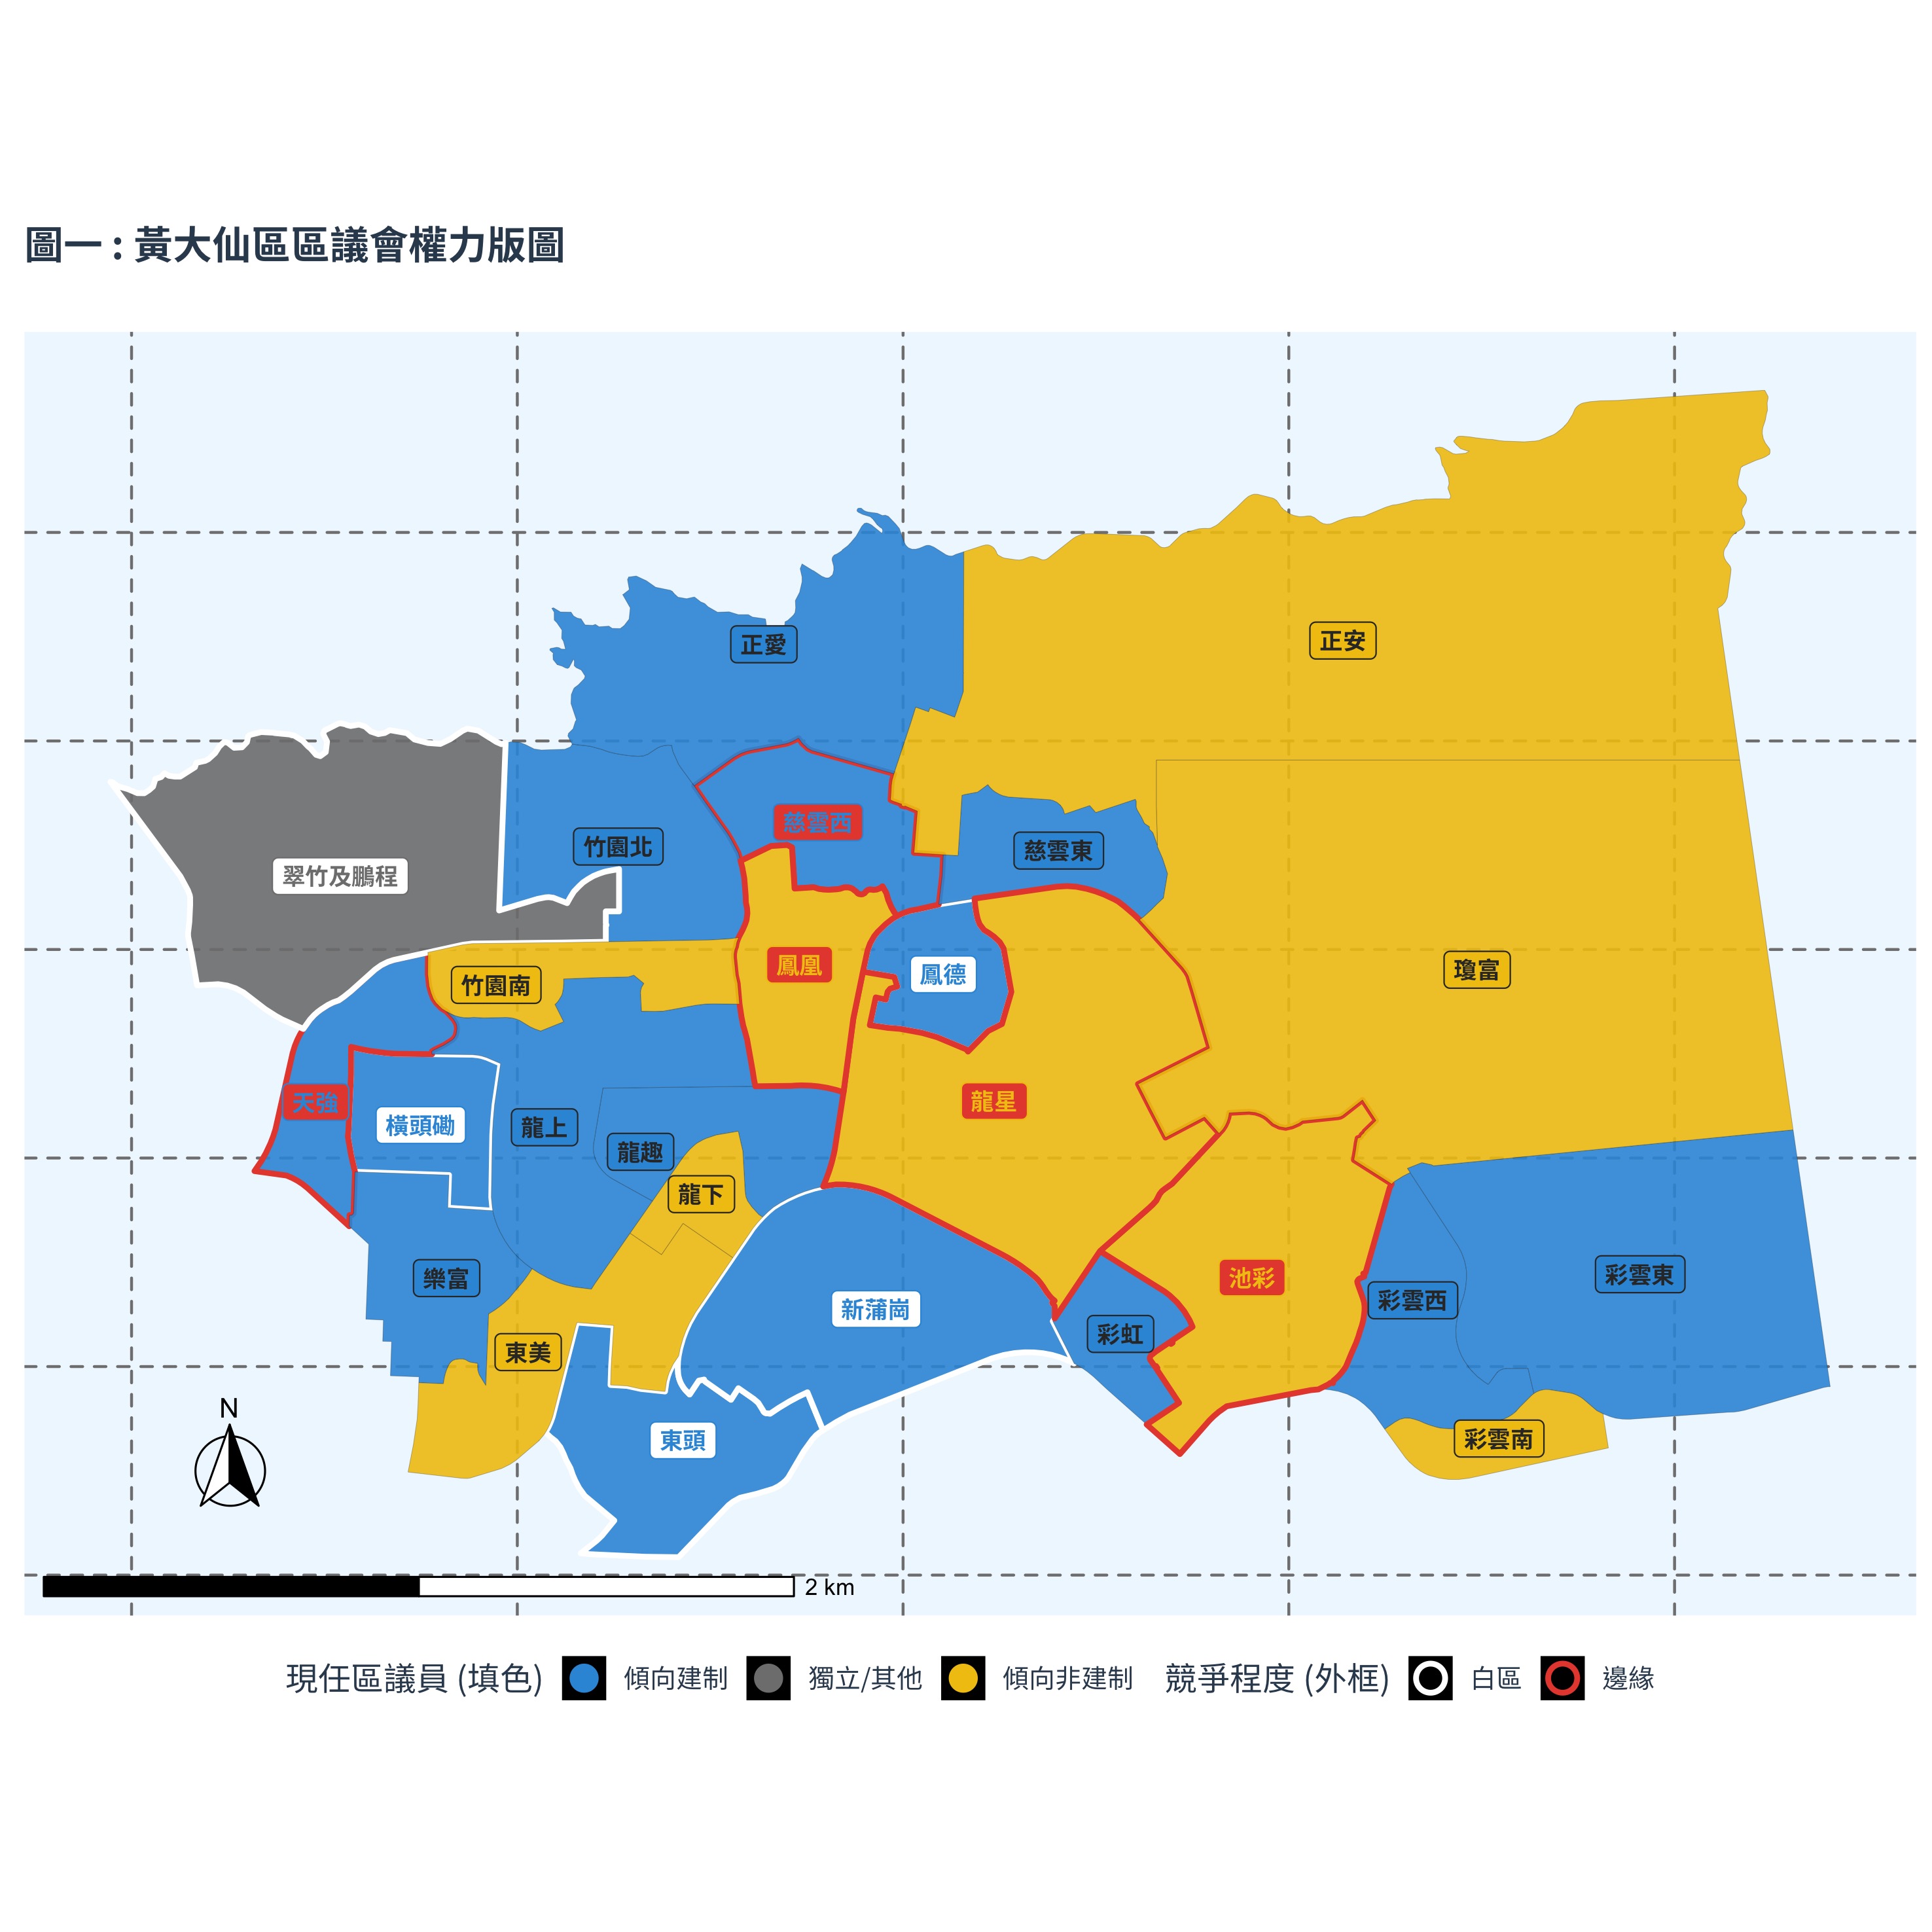 圖一 : 黃大仙區區議會權力版圖
正愛
正安
慈雲西
竹園北
慈雲東
翠竹及鵬程
鳳凰
鳳德
竹園南
瓊富
天強
龍星
橫頭磡
龍上
龍趣
龍下
樂富
池彩
彩雲東
彩雲西
新蒲崗
彩虹
東美
東頭
彩雲南
N
2 km
現任區議員 (填色) 傾向建制 獨立/其他 傾向非建制 競爭程度 (外框) 白區 邊緣